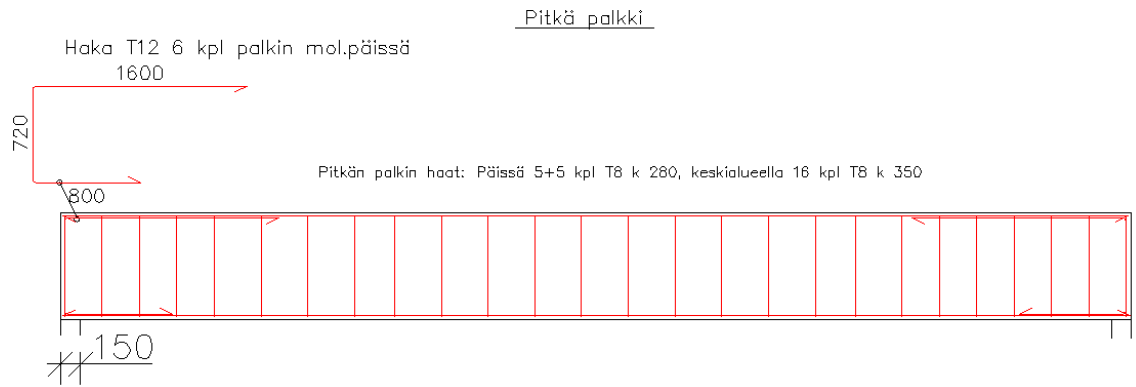 Pitkä palkki
Haka T12 6 kpl palkin mol.päissä
1600
720
Pitkän palkin haat: Päissä 5+5 kpl T8 k 280, keskialueella 16 kpl T8 k 350
800
150